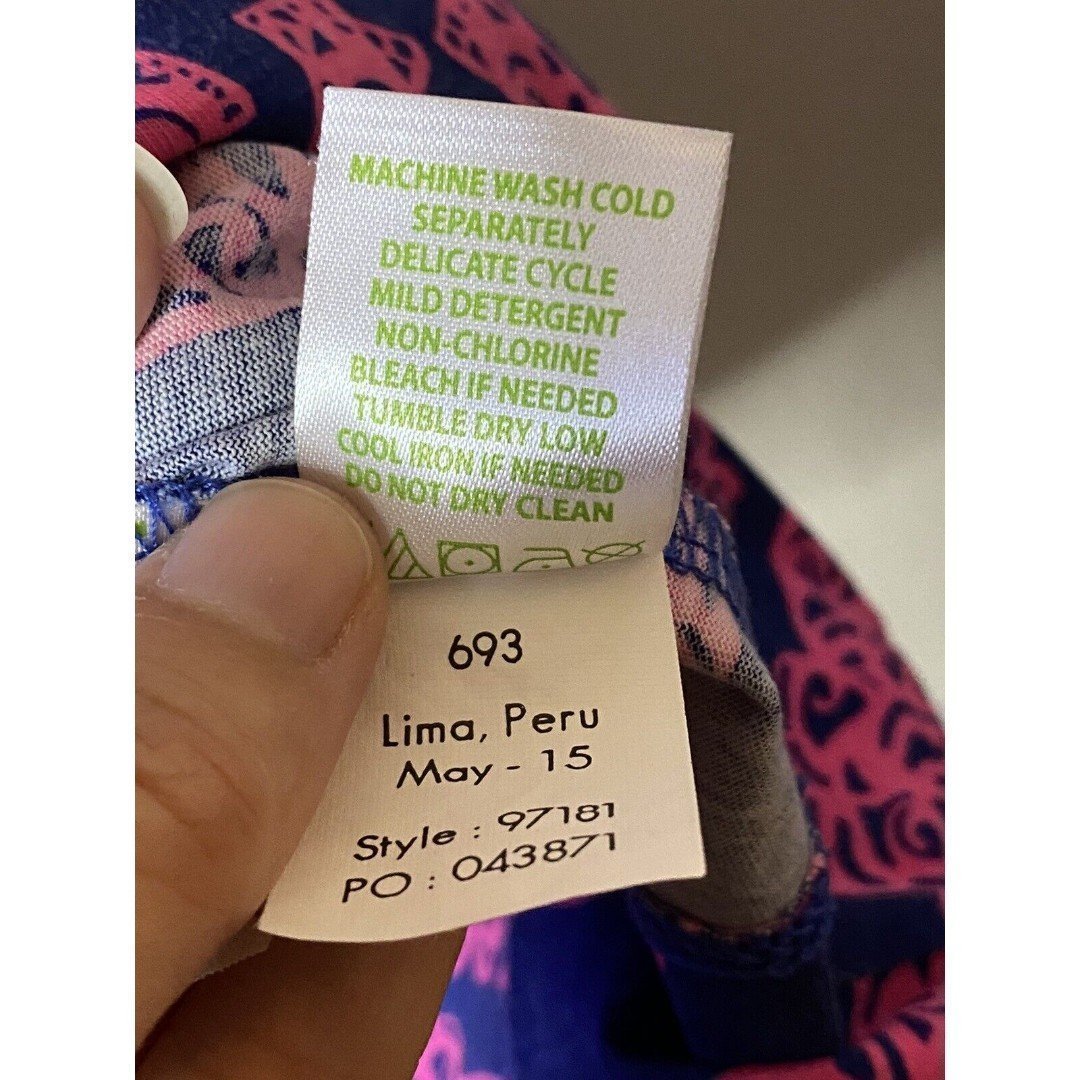 MACHINE WASH COLD
SEPARATELY
DELICATE CYCLE
MILD DETERGENT
NON-CHLORINE
BLEACH IF NEEDED
TUMBLE DRY LOW
COOL IRON IF NEEDED
DO NOT DRY CLEAN
693
Lima, Peru
May - 15
Style : 97181
PO : 043871